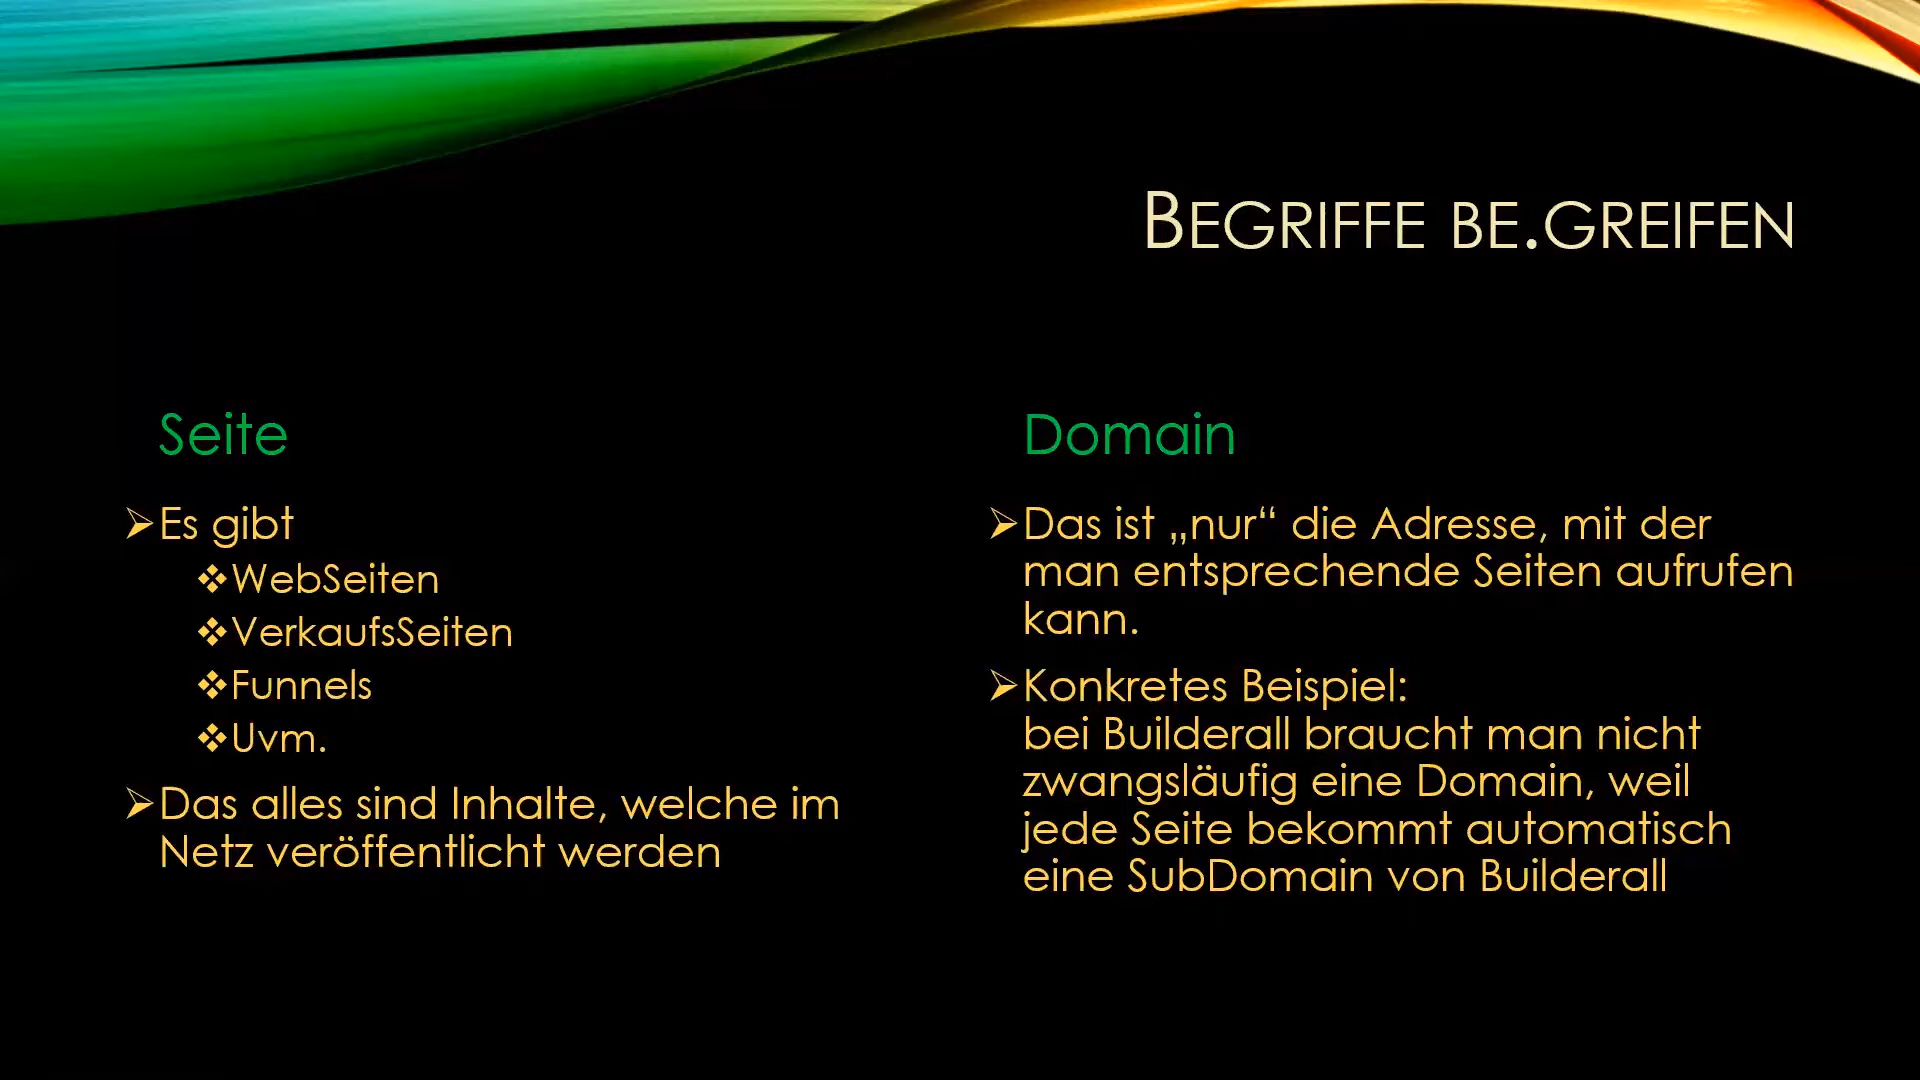 BEGRIFFE BE.GREIFEN
Seite
➢Es gibt
❖WebSeiten
❖VerkaufsSeiten
❖Funnels
❖Uvm.
➢Das alles sind Inhalte, welche im
Netz veröffentlicht werden
Domain
➢Das ist „nur“ die Adresse, mit der
man entsprechende Seiten aufrufen
kann.
➢Konkretes Beispiel:
bei Builderall braucht man nicht
zwangsläufig eine Domain, weil
jede Seite bekommt automatisch
eine SubDomain von Builderall